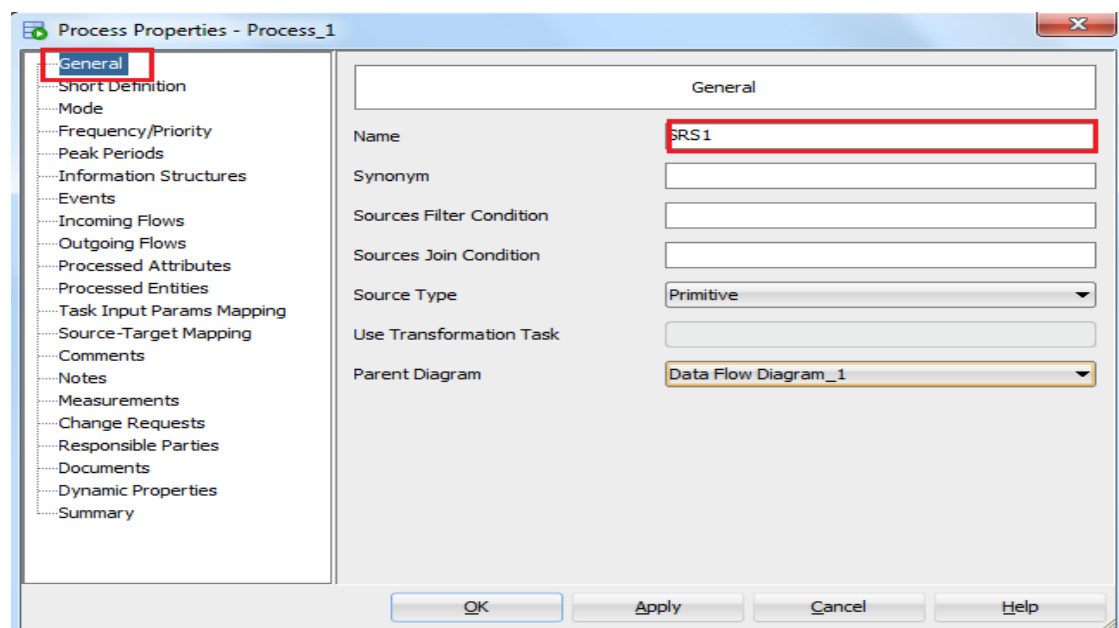 Process Properties - Process_1
General
Short Definition
Mode
Frequency/Priority
Peak Periods
Information Structures
Events
Incoming Flows
Outgoing Flows
Processed Attributes
Processed Entities
Task Input Params Mapping
Source-Target Mapping
Comments
Notes
Measurements
Change Requests
Responsible Parties
Documents
Dynamic Properties
Summary
General
Name SRS1
Synonym
Sources Filter Condition
Sources Join Condition
Source Type Primitive
Use Transformation Task
Parent Diagram Data Flow Diagram_1
OK Apply Cancel Help